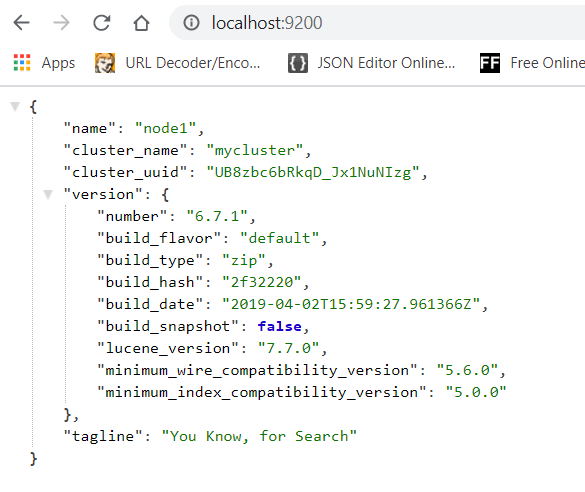 localhost:9200
Apps URL Decoder/Enco... {} JSON Editor Online... FF Free Online
{
"name": "node1",
"cluster_name": "mycluster",
"cluster_uuid": "UB8zbc6bRkqD_Jx1NuNIzg",
"version": {
"number": "6.7.1",
"build_flavor": "default",
"build_type": "zip",
"build_hash": "2f32220",
"build_date": "2019-04-02T15:59:27.961366Z",
"build_snapshot": false,
"lucene_version": "7.7.0",
"minimum_wire_compatibility_version": "5.6.0",
"minimum_index_compatibility_version": "5.0.0"
},
"tagline": "You Know, for Search"
}